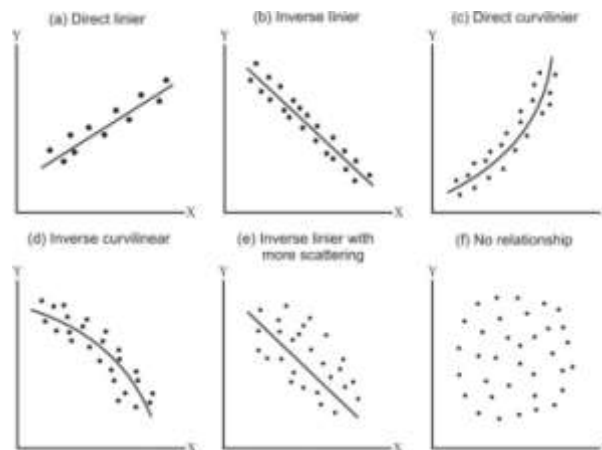 (a) Direct linier
(b) Inverse linier
(c) Direct curvilinier
Y
Y
Y
X
X
X
(d) Inverse curvilinear
(e) Inverse linier with
more scattering
(f) No relationship
Y
Y
Y
X
X
X